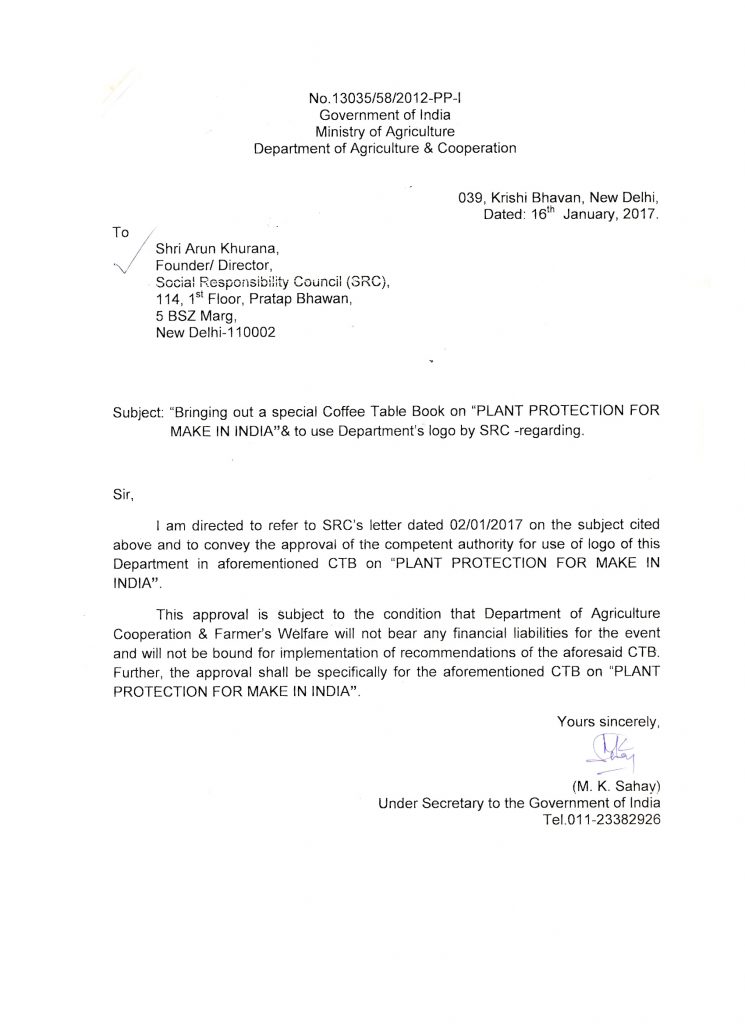 No.13035/58/2012-PP-I
Government of India
Ministry of Agriculture
Department of Agriculture & Cooperation
039, Krishi Bhavan, New Delhi,
Dated: 16th January, 2017.
To
Shri Arun Khurana,
Founder/ Director,
Social Responsibility Council (SRC),
114, 1st Floor, Pratap Bhawan,
5 BSZ Marg,
New Delhi-110002
Subject: “Bringing out a special Coffee Table Book on “PLANT PROTECTION FOR
MAKE IN INDIA”& to use Department’s logo by SRC -regarding.
Sir,
I am directed to refer to SRC’s letter dated 02/01/2017 on the subject cited
above and to convey the approval of the competent authority for use of logo of this
Department in aforementioned CTB on “PLANT PROTECTION FOR MAKE IN
INDIA”.
This approval is subject to the condition that Department of Agriculture
Cooperation & Farmer’s Welfare will not bear any financial liabilities for the event
and will not be bound for implementation of recommendations of the aforesaid CTB.
Further, the approval shall be specifically for the aforementioned CTB on “PLANT
PROTECTION FOR MAKE IN INDIA”.
Yours sincerely,
(M. K. Sahay)
Under Secretary to the Government of India
Tel.011-23382926